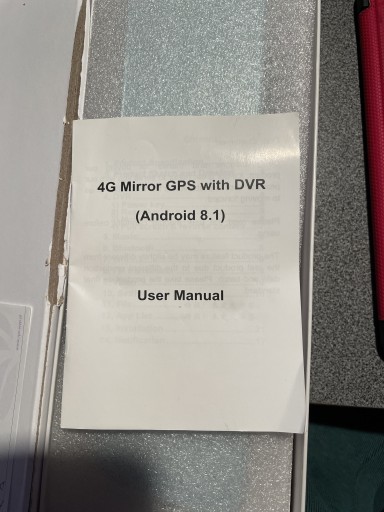 4G Mirror GPS with DVR
(Android 8.1)
User Manual